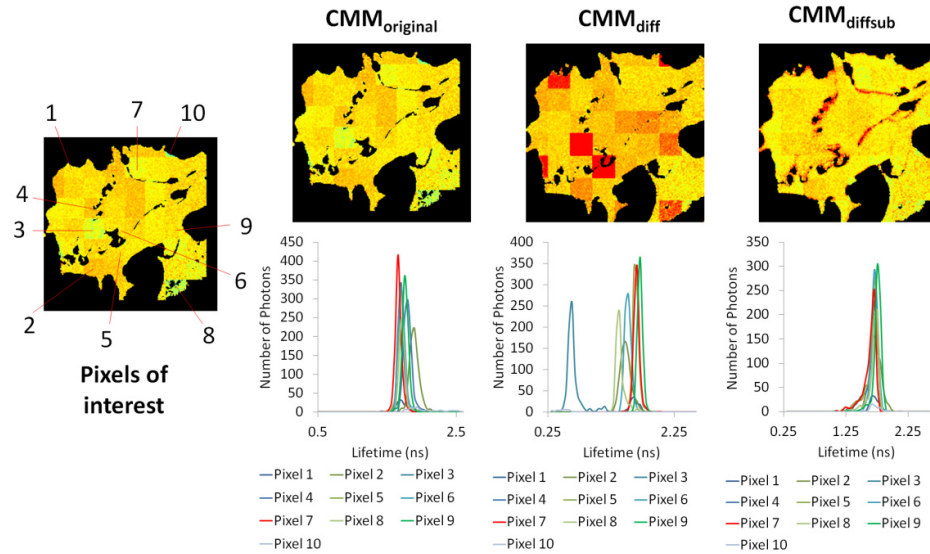 CMMoriginal
CMMdiff
CMMdiffsub
1
7
10
4
3
9
2
5
6
8
Pixels of
interest
Number of Photons
450
400
350
300
250
200
150
100
50
0
0.5
2.5
Lifetime (ns)
Pixel 1 Pixel 2 Pixel 3
Pixel 4 Pixel 5 Pixel 6
Pixel 7 Pixel 8 Pixel 9
Pixel 10
Number of Photons
400
350
300
250
200
150
100
50
0
0.25
2.25
Lifetime (ns)
Pixel 1 Pixel 2 Pixel 3
Pixel 4 Pixel 5 Pixel 6
Pixel 7 Pixel 8 Pixel 9
Pixel 10
Number of Photons
350
300
250
200
150
100
50
0
0.25
1.25
2.25
Lifetime (ns)
Pixel 1 Pixel 2 Pixel 3
Pixel 4 Pixel 5 Pixel 6
Pixel 7 Pixel 8 Pixel 9
Pixel 10